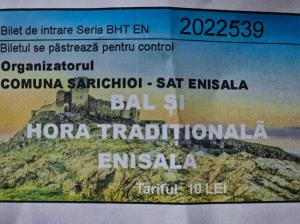 Bilet de intrare Seria BHT EN 2022539
Biletul se păstrează pentru control
Organizatorul
COMUNA SARICHIOI - SAT ENISALA
BAL ȘI
HORA TRADIȚIONALĂ
ENISALA
Tariful: 10 LEI